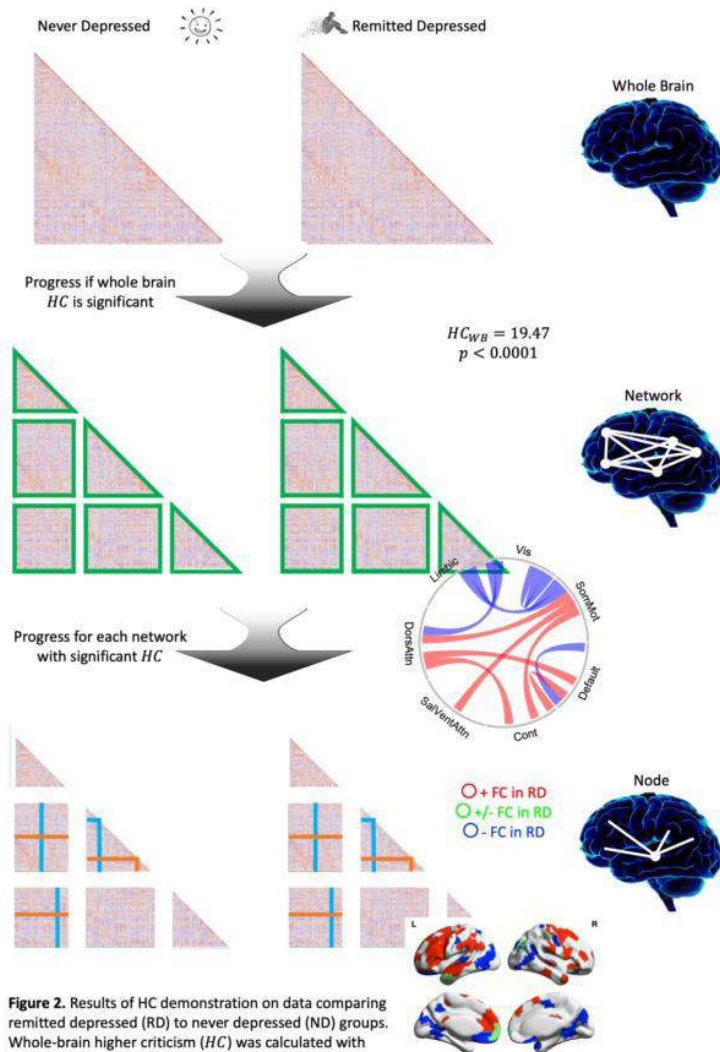 Never Depressed
Remitted Depressed
Whole Brain
Progress if whole brain
HC is significant
HC_WB = 19.47
p < 0.0001
Network
Limbic
Vis
SomMot
DorsAttn
Default
SalVentAttn
Cont
Progress for each network
with significant HC
+ FC in RD
+/- FC in RD
- FC in RD
Node
L
R
Figure 2. Results of HC demonstration on data comparing
remitted depressed (RD) to never depressed (ND) groups.
Whole-brain higher criticism (HC) was calculated with